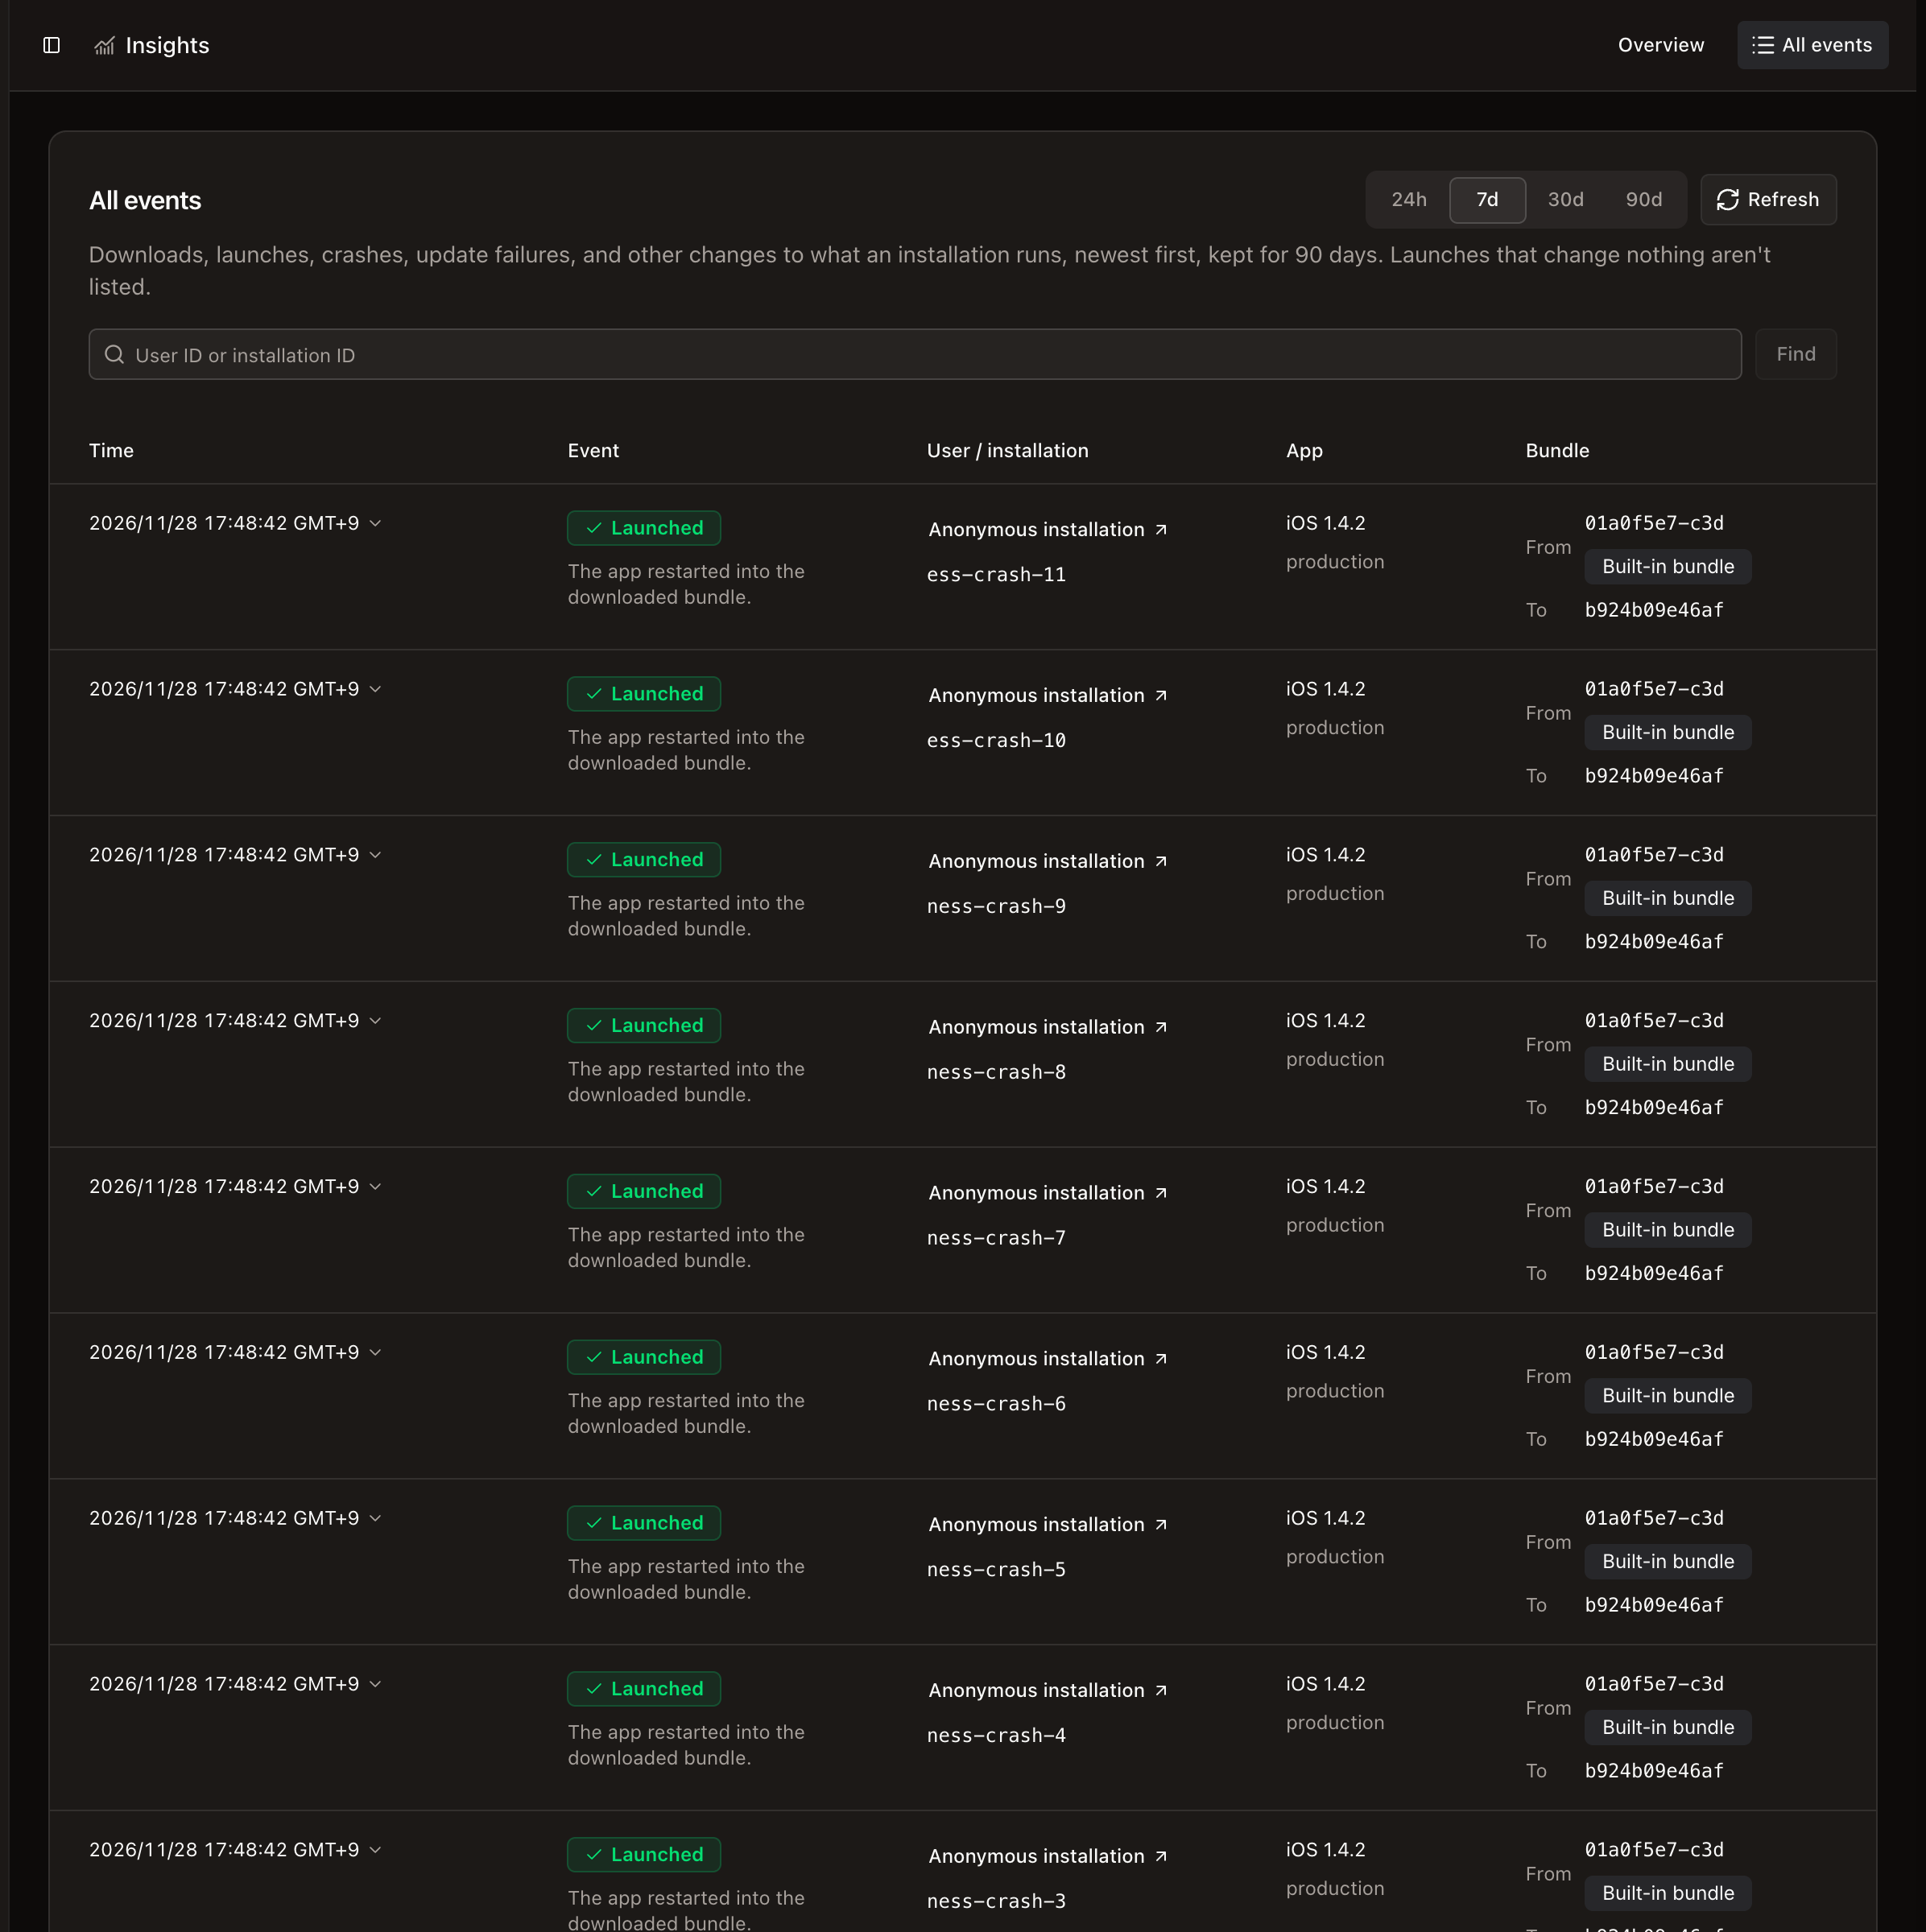 Insights
Overview
All events
All events
24h
7d
30d
90d
Refresh
Downloads, launches, crashes, update failures, and other changes to what an installation runs, newest first, kept for 90 days. Launches that change nothing aren't
listed.
User ID or installation ID
Find
Time
Event
User / installation
App
Bundle
2026/11/28 17:48:42 GMT+9
Launched
The app restarted into the
downloaded bundle.
Anonymous installation
ess-crash-11
iOS 1.4.2
production
From
01a0f5e7-c3d
Built-in bundle
To
b924b09e46af
2026/11/28 17:48:42 GMT+9
Launched
The app restarted into the
downloaded bundle.
Anonymous installation
ess-crash-10
iOS 1.4.2
production
From
01a0f5e7-c3d
Built-in bundle
To
b924b09e46af
2026/11/28 17:48:42 GMT+9
Launched
The app restarted into the
downloaded bundle.
Anonymous installation
ness-crash-9
iOS 1.4.2
production
From
01a0f5e7-c3d
Built-in bundle
To
b924b09e46af
2026/11/28 17:48:42 GMT+9
Launched
The app restarted into the
downloaded bundle.
Anonymous installation
ness-crash-8
iOS 1.4.2
production
From
01a0f5e7-c3d
Built-in bundle
To
b924b09e46af
2026/11/28 17:48:42 GMT+9
Launched
The app restarted into the
downloaded bundle.
Anonymous installation
ness-crash-7
iOS 1.4.2
production
From
01a0f5e7-c3d
Built-in bundle
To
b924b09e46af
2026/11/28 17:48:42 GMT+9
Launched
The app restarted into the
downloaded bundle.
Anonymous installation
ness-crash-6
iOS 1.4.2
production
From
01a0f5e7-c3d
Built-in bundle
To
b924b09e46af
2026/11/28 17:48:42 GMT+9
Launched
The app restarted into the
downloaded bundle.
Anonymous installation
ness-crash-5
iOS 1.4.2
production
From
01a0f5e7-c3d
Built-in bundle
To
b924b09e46af
2026/11/28 17:48:42 GMT+9
Launched
The app restarted into the
downloaded bundle.
Anonymous installation
ness-crash-4
iOS 1.4.2
production
From
01a0f5e7-c3d
Built-in bundle
To
b924b09e46af
2026/11/28 17:48:42 GMT+9
Launched
The app restarted into the
downloaded bundle.
Anonymous installation
ness-crash-3
iOS 1.4.2
production
From
01a0f5e7-c3d
Built-in bundle